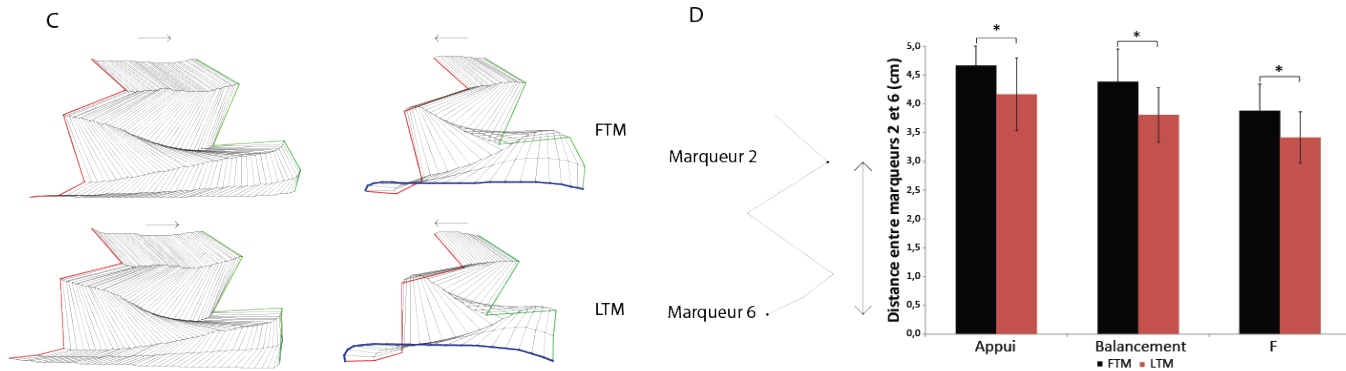 C
FTM
LTM
D
Marqueur 2
Marqueur 6
Distance entre marqueurs 2 et 6 (cm)
5,0
4,5
4,0
3,5
3,0
2,5
2,0
1,5
1,0
0,5
0,0
*
*
*
Appui
Balancement
F
FTM
LTM